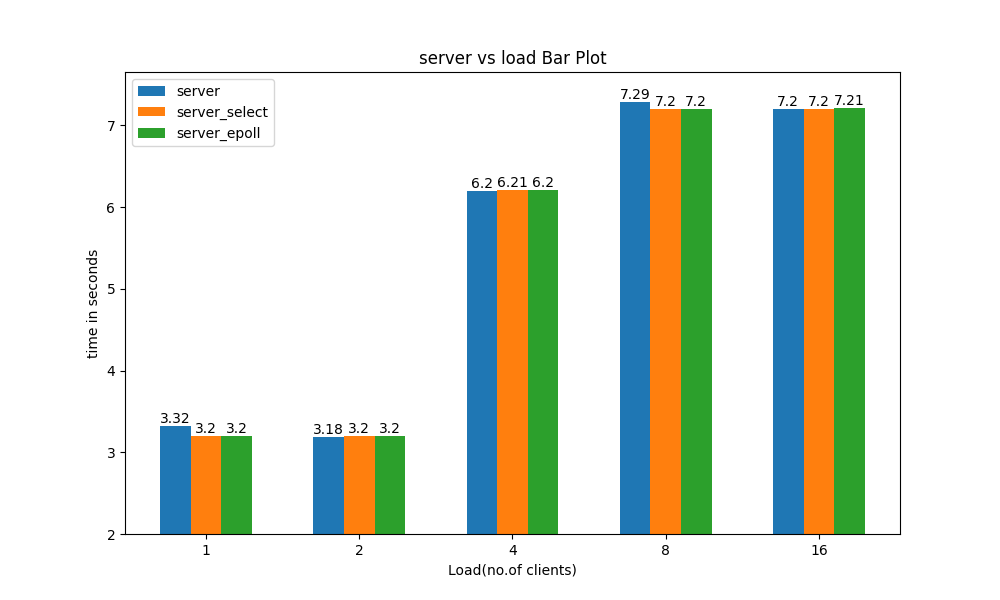 server vs load Bar Plot
server
server_select
server_epoll
7.29 7.2 7.2
7.2 7.2 7.21
7
6.2 6.21 6.2
6
5
4
3.32 3.2 3.2
3.18 3.2 3.2
3
2
time in seconds
1 2 4 8 16
Load(no.of clients)